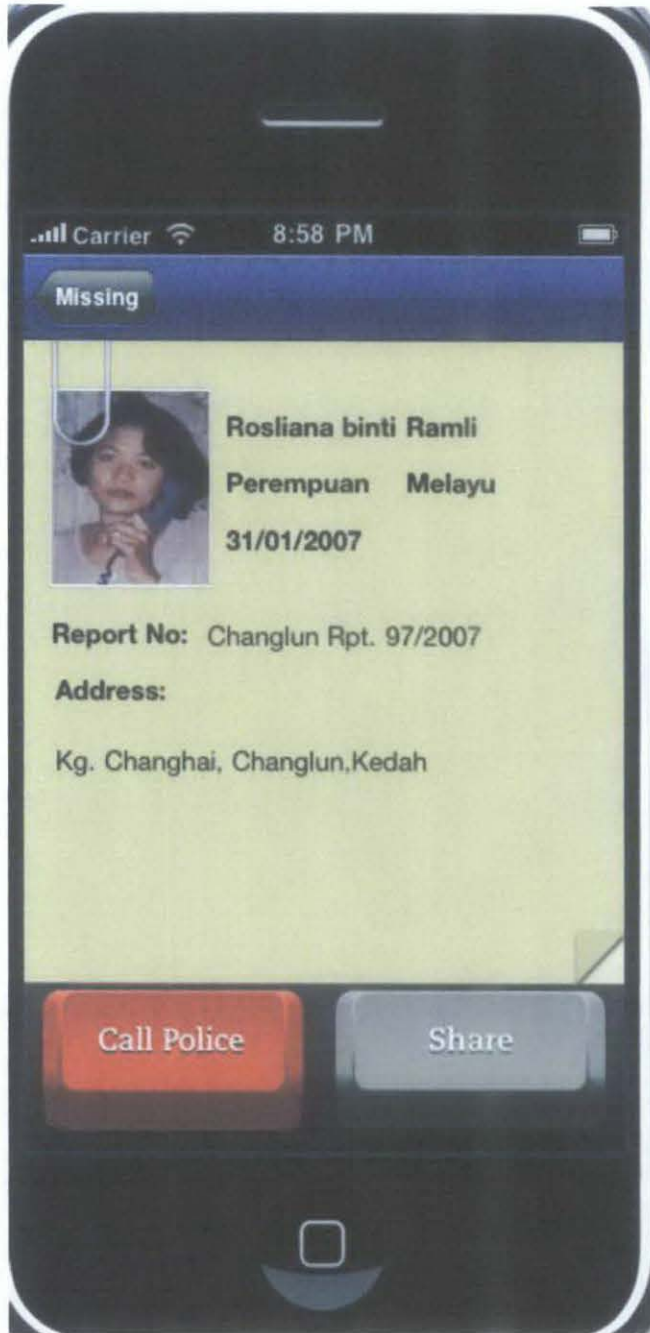 Carrier 8:58 PM
Missing
Rosliana binti Ramli
Perempuan Melayu
31/01/2007
Report No: Changlun Rpt. 97/2007
Address:
Kg. Changhai, Changlun,Kedah
Call Police Share